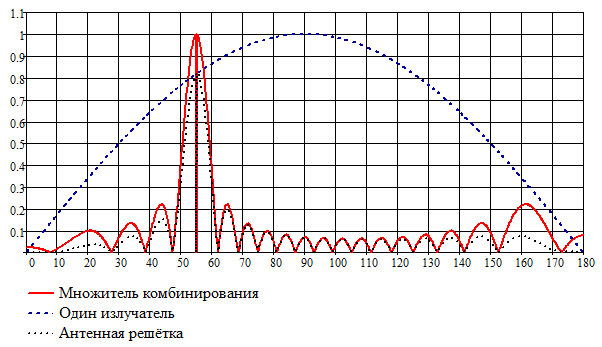 1.1
1
0.9
0.8
0.7
0.6
0.5
0.4
0.3
0.2
0.1
0 10 20 30 40 50 60 70 80 90 100 110 120 130 140 150 160 170 180
Множитель комбинирования
Один излучатель
Антенная решётка